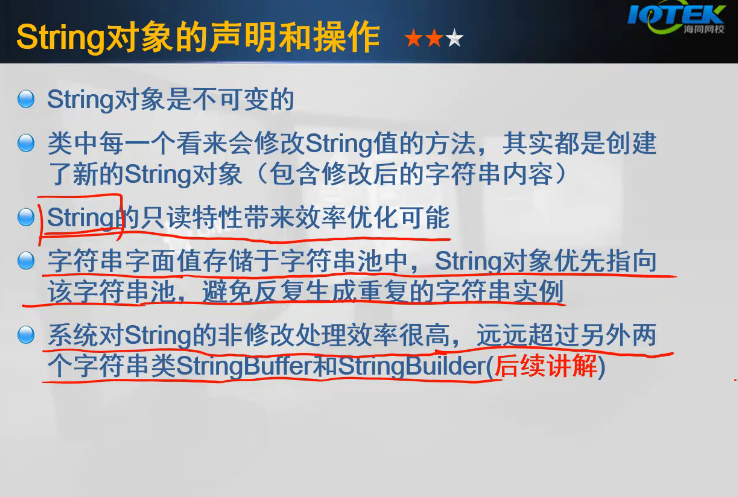 String对象的声明和操作
IOTEK
海同网校
String对象是不可变的
类中每一个看来会修改String值的方法，其实都是创建
了新的String对象（包含修改后的字符串内容）
String的只读特性带来效率优化可能
字符串字面值存储于字符串池中，String对象优先指向
该字符串池，避免反复生成重复的字符串实例
系统对String的非修改处理效率很高，远远超过另外两
个字符串类StringBuffer和StringBuilder(后续讲解)